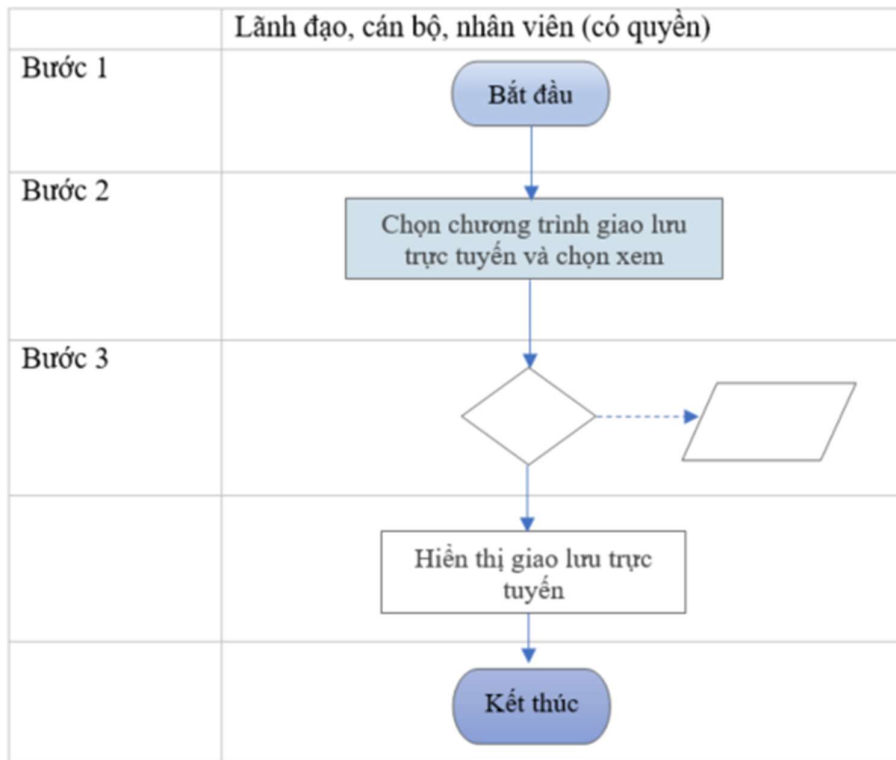 Lãnh đạo, cán bộ, nhân viên (có quyền)
Bước 1
Bắt đầu
Bước 2
Chọn chương trình giao lưu
trực tuyến và chọn xem
Bước 3
Hiển thị giao lưu trực
tuyến
Kết thúc